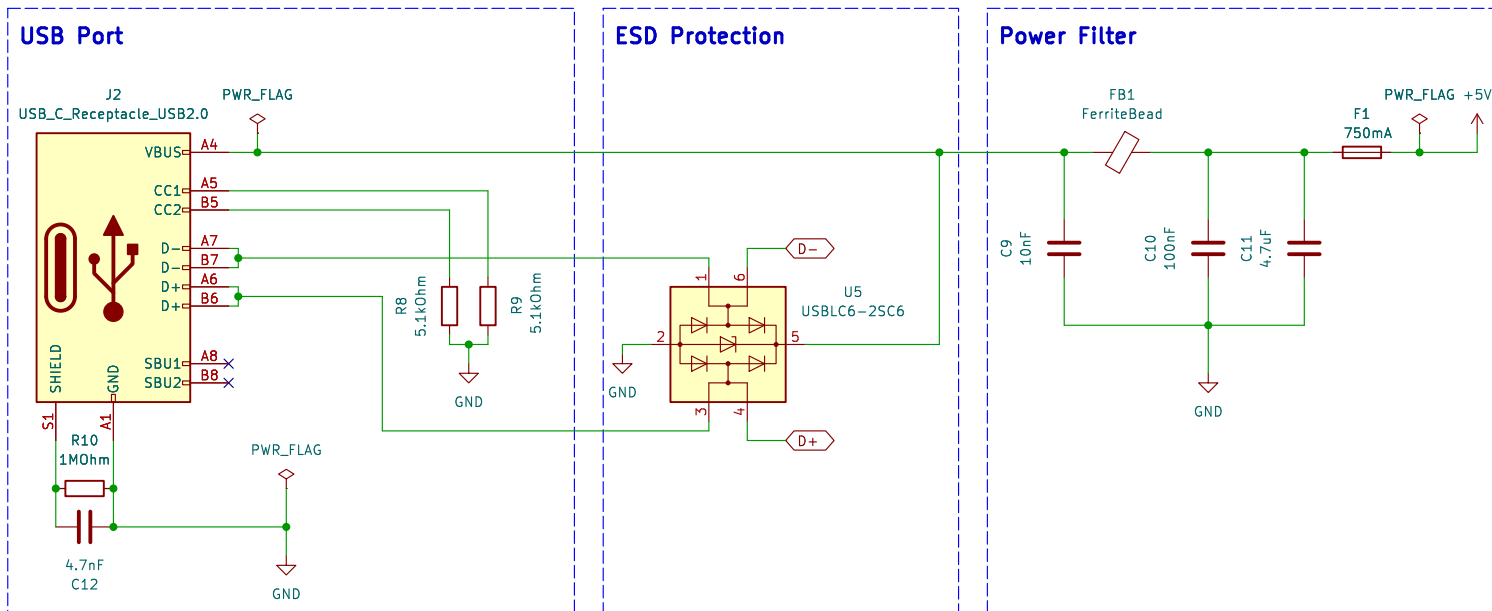 USB Port
ESD Protection
Power Filter
J2
USB_C_Receptacle_USB2.0
PWR_FLAG
FB1
FerriteBead
F1
750mA
PWR_FLAG
+5V
VBUS
A4
CC1
A5
CC2
B5
D-
A7
D-
B7
D+
A6
D+
B6
SBU1
A8
SBU2
B8
SHIELD
GND
S1
A1
R8
5.1kOhm
R9
5.1kOhm
GND
R10
1MOhm
4.7nF
C12
PWR_FLAG
GND
U5
USBLC6-2SC6
1
6
2
5
3
4
D-
D+
GND
C9
10nF
C10
100nF
C11
4.7uF
GND